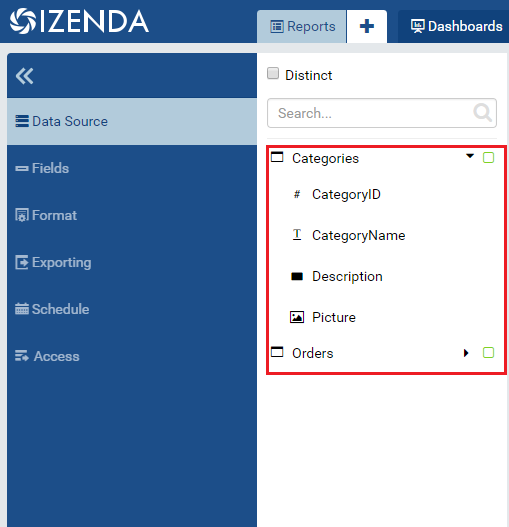 IZENDA
Reports
Dashboards
Distinct
Search...
Data Source
Fields
Format
Exporting
Schedule
Access
Categories
# CategoryID
T CategoryName
Description
Picture
Orders